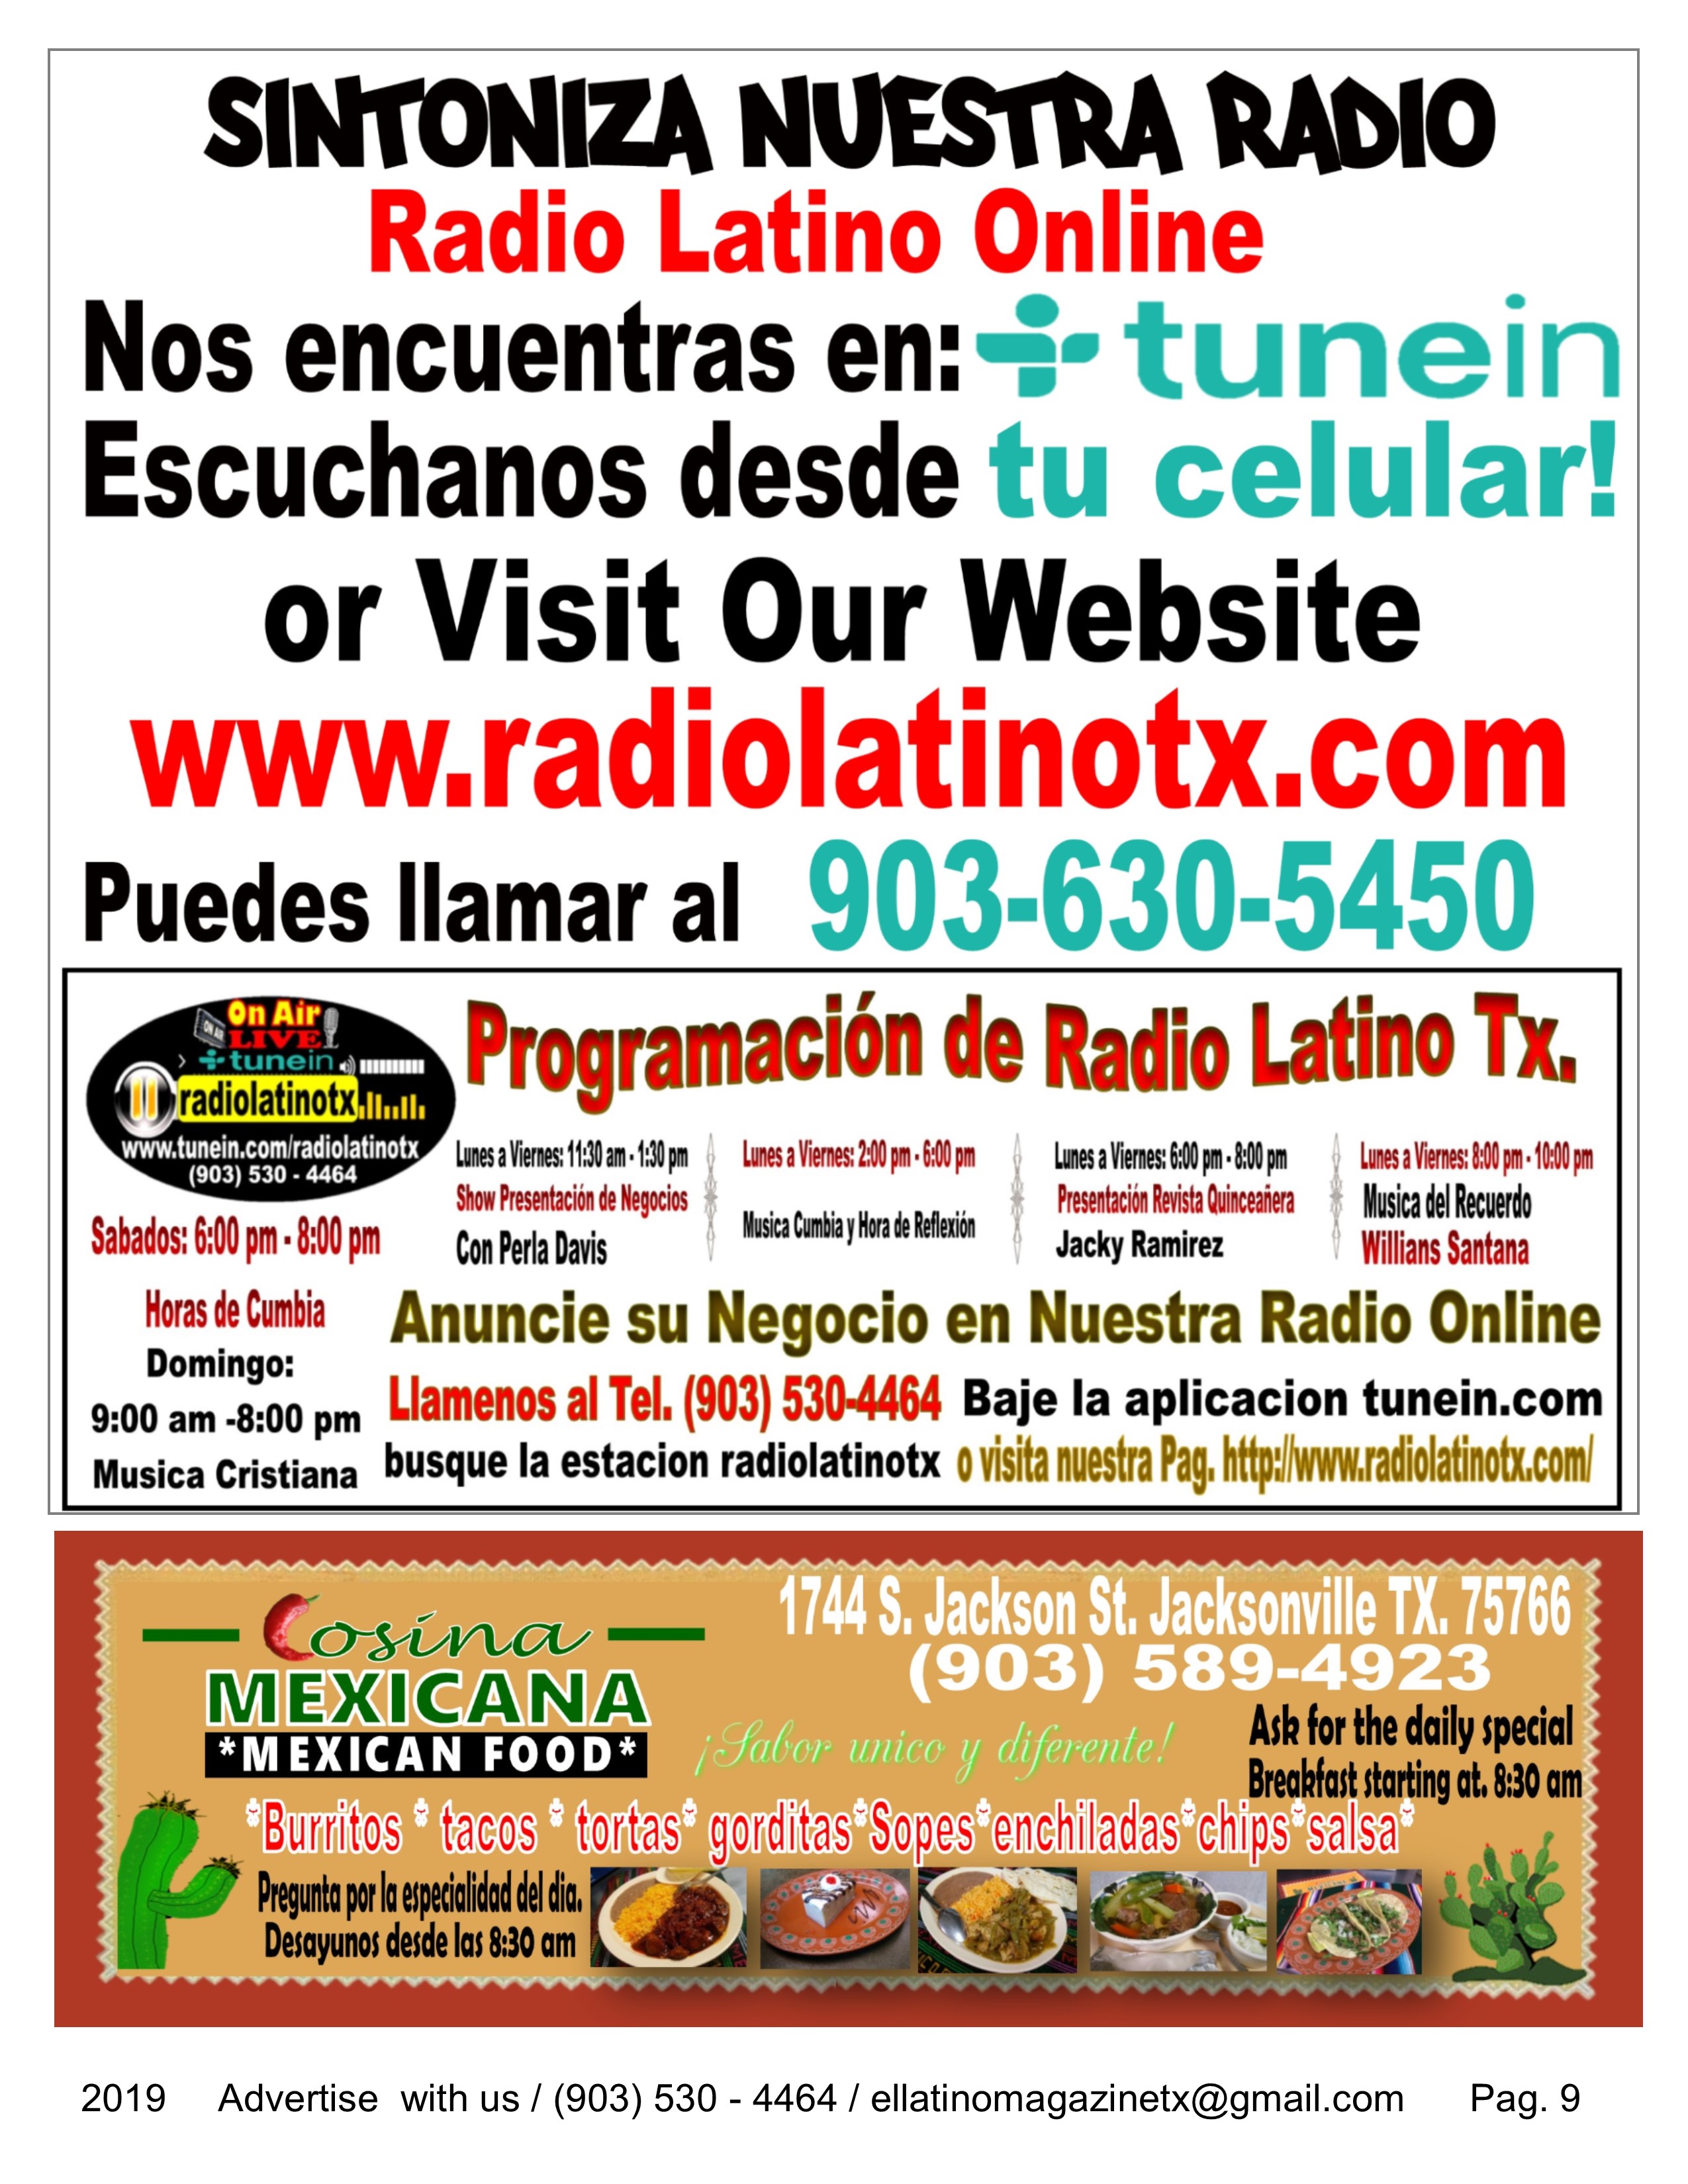 SINTONIZA NUESTRA RADIO
Radio Latino Online
Nos encuentras en: tunein
Escuchanos desde tu celular!
or Visit Our Website
www.radiolatinotx.com
Puedes llamar al 903-630-5450
On Air
ON AIR
LIVE
tunein
radiolatinotx
www.tunein.com/radiolatinotx
(903) 530 - 4464
Programación de Radio Latino Tx.
Lunes a Viernes: 11:30 am - 1:30 pm
Show Presentación de Negocios
Con Perla Davis
Lunes a Viernes: 2:00 pm - 6:00 pm
Musica Cumbia y Hora de Reflexión
Lunes a Viernes: 6:00 pm - 8:00 pm
Presentación Revista Quinceañera
Jacky Ramirez
Lunes a Viernes: 8:00 pm - 10:00 pm
Musica del Recuerdo
Willians Santana
Sabados: 6:00 pm - 8:00 pm
Horas de Cumbia
Domingo:
9:00 am -8:00 pm
Musica Cristiana
Anuncie su Negocio en Nuestra Radio Online
Llamenos al Tel. (903) 530-4464 Baje la aplicacion tunein.com
busque la estacion radiolatinotx o visita nuestra Pag. http://www.radiolatinotx.com/
Cosina
MEXICANA
*MEXICAN FOOD*
1744 S. Jackson St. Jacksonville TX. 75766
(903) 589-4923
¡Sabor unico y diferente!
Ask for the daily special
Breakfast starting at. 8:30 am
*Burritos * tacos * tortas* gorditas*Sopes*enchiladas*chips*salsa*
Pregunta por la especialidad del dia.
Desayunos desde las 8:30 am
2019 Advertise with us / (903) 530 - 4464 / ellatinomagazinetx@gmail.com Pag. 9